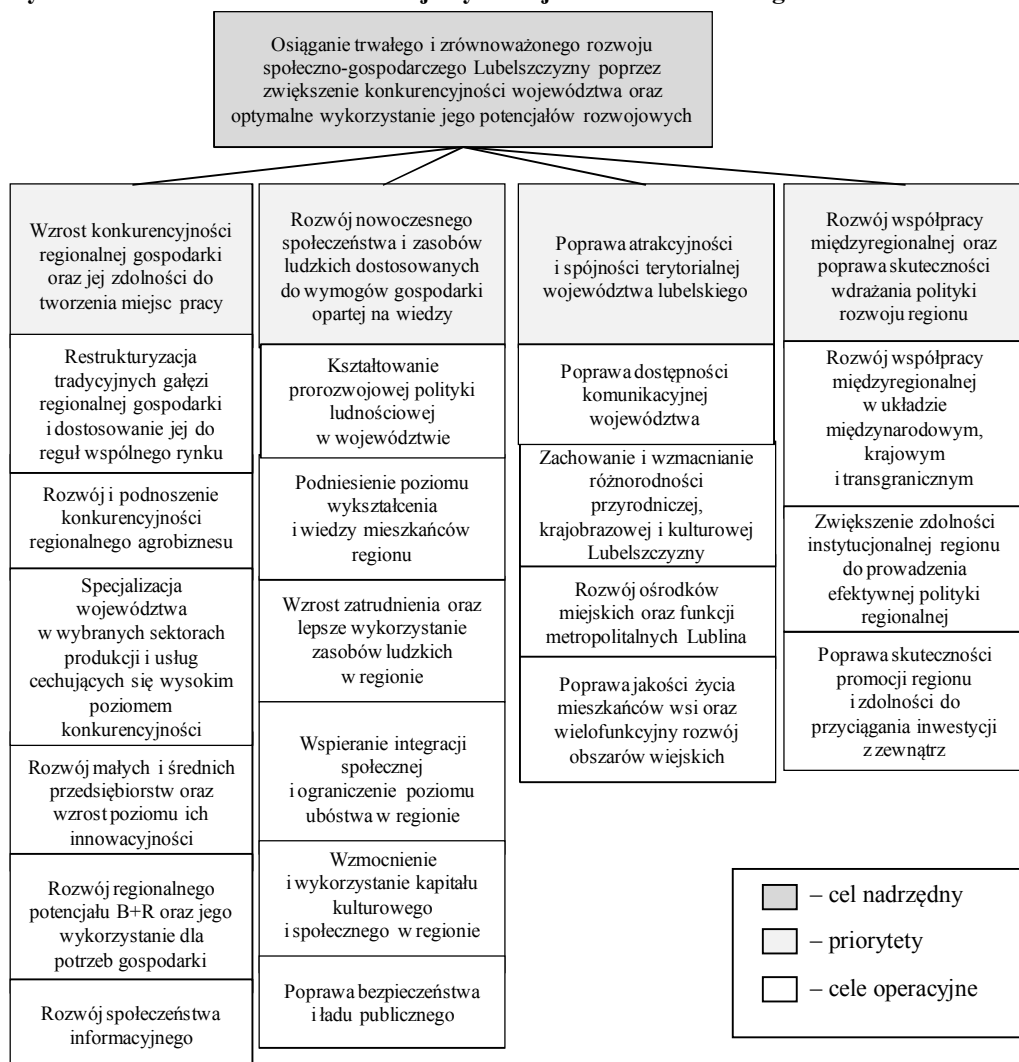 Osiąganie trwałego i zrównoważonego rozwoju
społeczno-gospodarczego Lubelszczyzny poprzez
zwiększenie konkurencyjności województwa oraz
optymalne wykorzystanie jego potencjałów rozwojowych
Wzrost konkurencyjności
regionalnej gospodarki
oraz jej zdolności do
tworzenia miejsc pracy
Restrukturyzacja
tradycyjnych gałęzi
regionalnej gospodarki
i dostosowanie jej do
reguł wspólnego rynku
Rozwój i podnoszenie
konkurencyjności
regionalnego agrobiznesu
Specjalizacja
województwa
w wybranych sektorach
produkcji i usług
cechujących się wysokim
poziomem
konkurencyjności
Rozwój małych i średnich
przedsiębiorstw oraz
wzrost poziomu ich
innowacyjności
Rozwój regionalnego
potencjału B+R oraz jego
wykorzystanie dla
potrzeb gospodarki
Rozwój społeczeństwa
informacyjnego
Rozwój nowoczesnego
społeczeństwa i zasobów
ludzkich dostosowanych
do wymogów gospodarki
opartej na wiedzy
Kształtowanie
prorozwojowej polityki
ludnościowej
w województwie
Podniesienie poziomu
wykształcenia
i wiedzy mieszkańców
regionu
Wzrost zatrudnienia oraz
lepsze wykorzystanie
zasobów ludzkich
w regionie
Wspieranie integracji
społecznej
i ograniczenie poziomu
ubóstwa w regionie
Wzmocnienie
i wykorzystanie kapitału
kulturowego
i społecznego w regionie
Poprawa bezpieczeństwa
i ładu publicznego
Poprawa atrakcyjności
i spójności terytorialnej
województwa lubelskiego
Poprawa dostępności
komunikacyjnej
województwa
Zachowanie i wzmacnianie
różnorodności
przyrodniczej,
krajobrazowej i kulturowej
Lubelszczyzny
Rozwój ośrodków
miejskich oraz funkcji
metropolitalnych Lublina
Poprawa jakości życia
mieszkańców wsi oraz
wielofunkcyjny rozwój
obszarów wiejskich
Rozwój współpracy
międzyregionalnej oraz
poprawa skuteczności
wdrażania polityki
rozwoju regionu
Rozwój współpracy
międzyregionalnej
w układzie
międzynarodowym,
krajowym
i transgranicznym
Zwiększenie zdolności
instytucjonalnej regionu
do prowadzenia
efektywnej polityki
regionalnej
Poprawa skuteczności
promocji regionu
i zdolności do
przyciągania inwestycji
z zewnątrz
– cel nadrzędny
– priorytety
– cele operacyjne